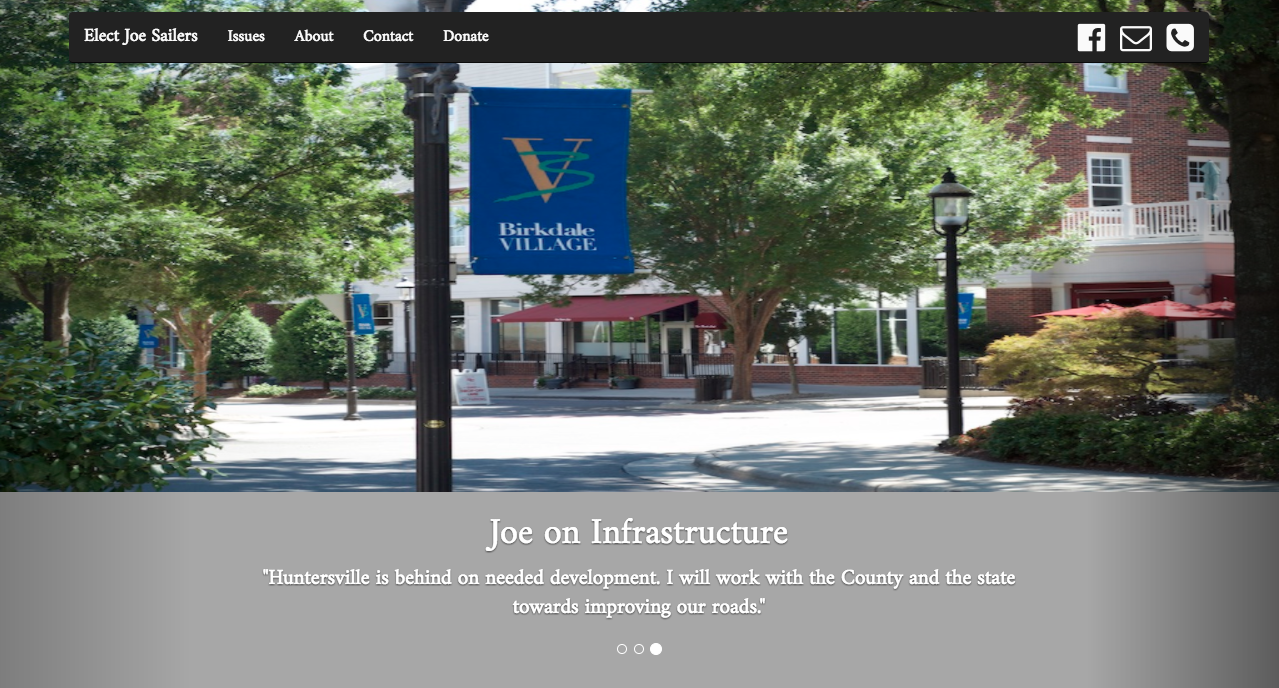 Elect Joe Sailers Issues About Contact Donate
VS
Birkdale
VILLAGE
Joe on Infrastructure
"Huntersville is behind on needed development. I will work with the County and the state
towards improving our roads."